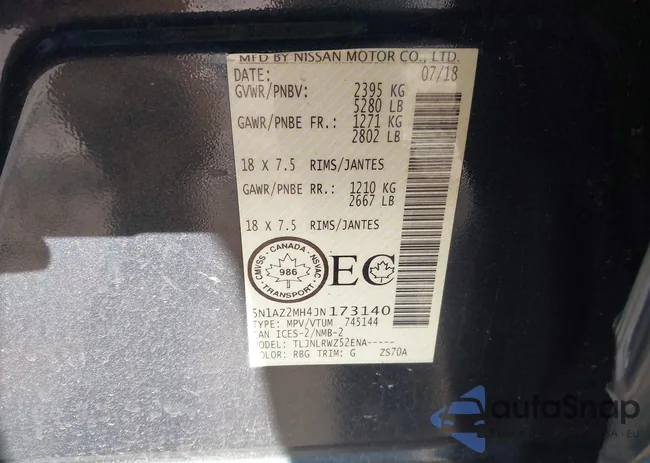 MFD BY NISSAN MOTOR CO., LTD.
DATE: 07/18
GVWR/PNBV: 2395 KG
5280 LB
GAWR/PNBE FR.: 1271 KG
2802 LB
18 X 7.5 RIMS/JANTES
GAWR/PNBE RR.: 1210 KG
2667 LB
18 X 7.5 RIMS/JANTES
CMVSS - CANADA - NSVAC
986
TRANSPORT
EC
5N1AZ2MH4JN173140
TYPE: MPV/VTUM 745144
CAN ICES-2/NMB-2
MODEL: TLJNLRWZ52ENA-----
COLOR: RBG TRIM: G ZS70A
autoSnap